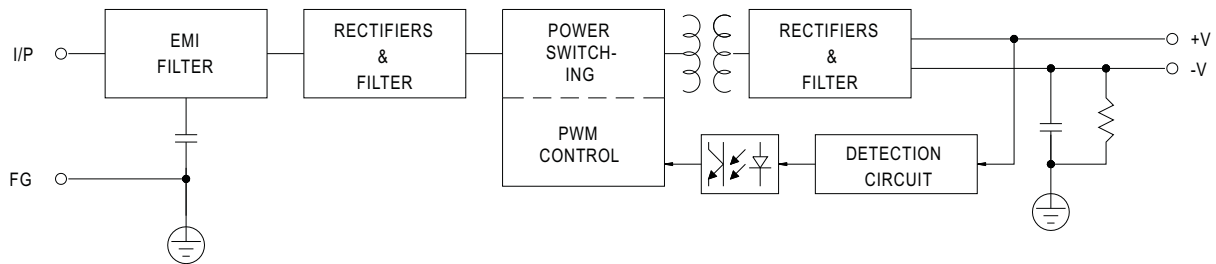 I/P
EMI
FILTER
RECTIFIERS
&
FILTER
POWER
SWITCH-
ING
PWM
CONTROL
RECTIFIERS
&
FILTER
+V
-V
DETECTION
CIRCUIT
FG